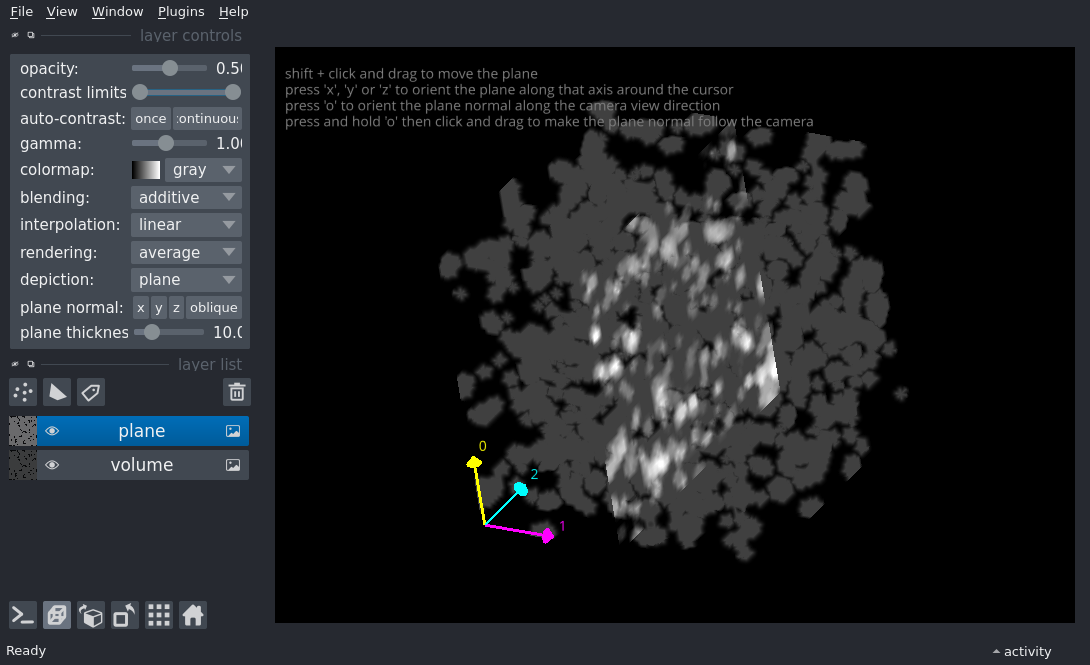 File View Window Plugins Help
layer controls
opacity: 0.5
contrast limits
auto-contrast: once continuous
gamma: 1.0
colormap: gray
blending: additive
interpolation: linear
rendering: average
depiction: plane
plane normal: x y z oblique
plane thicknes 10.0
layer list
plane
volume
shift + click and drag to move the plane
press 'x', 'y' or 'z' to orient the plane along that axis around the cursor
press 'o' to orient the plane normal along the camera view direction
press and hold 'o' then click and drag to make the plane normal follow the camera
0
2
1
Ready
activity